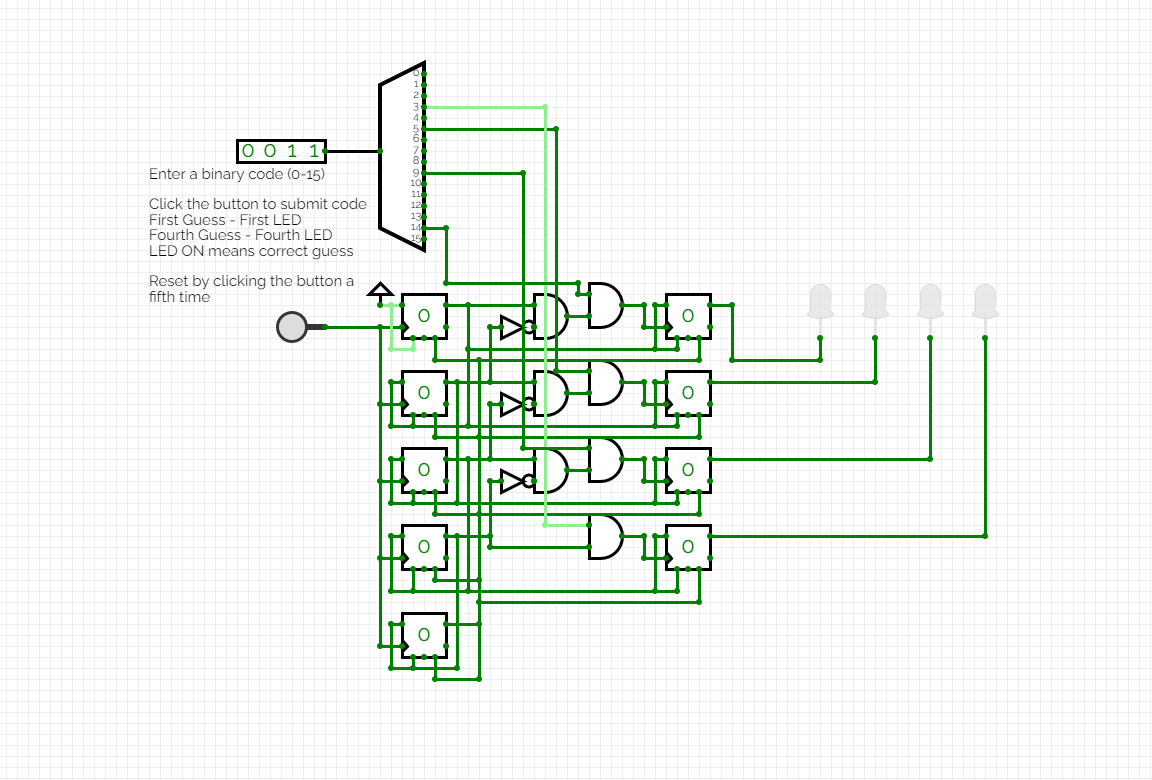 0
1
2
3
4
5
6
7
8
9
10
11
12
13
14
15
0 0 1 1
Enter a binary code (0-15)
Click the button to submit code
First Guess - First LED
Fourth Guess - Fourth LED
LED ON means correct guess
Reset by clicking the button a
fifth time
0 0
0 0
0 0
0 0
0